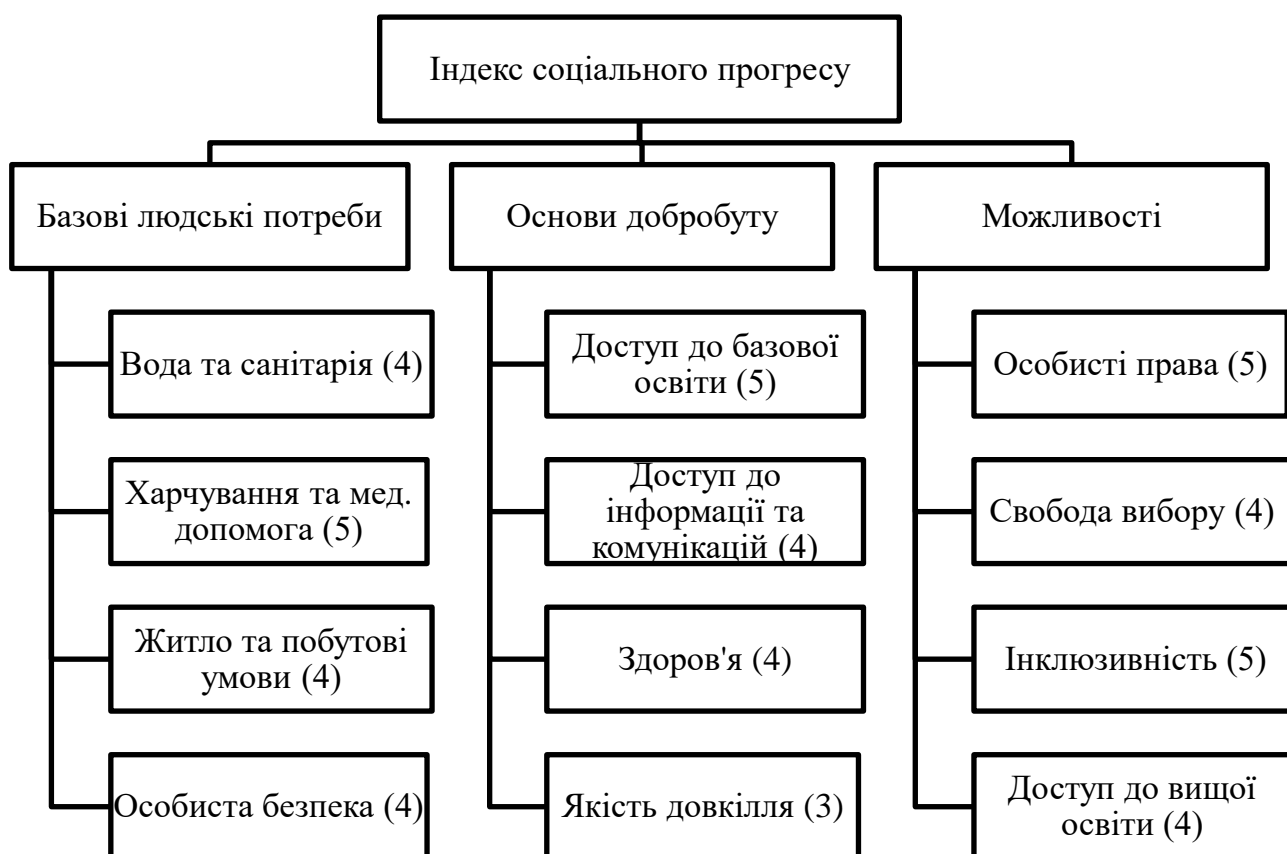 Індекс соціального прогресу
Базові людські потреби
Основи добробуту
Можливості
Вода та санітарія (4)
Харчування та мед.
допомога (5)
Житло та побутові
умови (4)
Особиста безпека (4)
Доступ до базової
освіти (5)
Доступ до
інформації та
комунікацій (4)
Здоров'я (4)
Якість довкілля (3)
Особисті права (5)
Свобода вибору (4)
Інклюзивність (5)
Доступ до вищої
освіти (4)